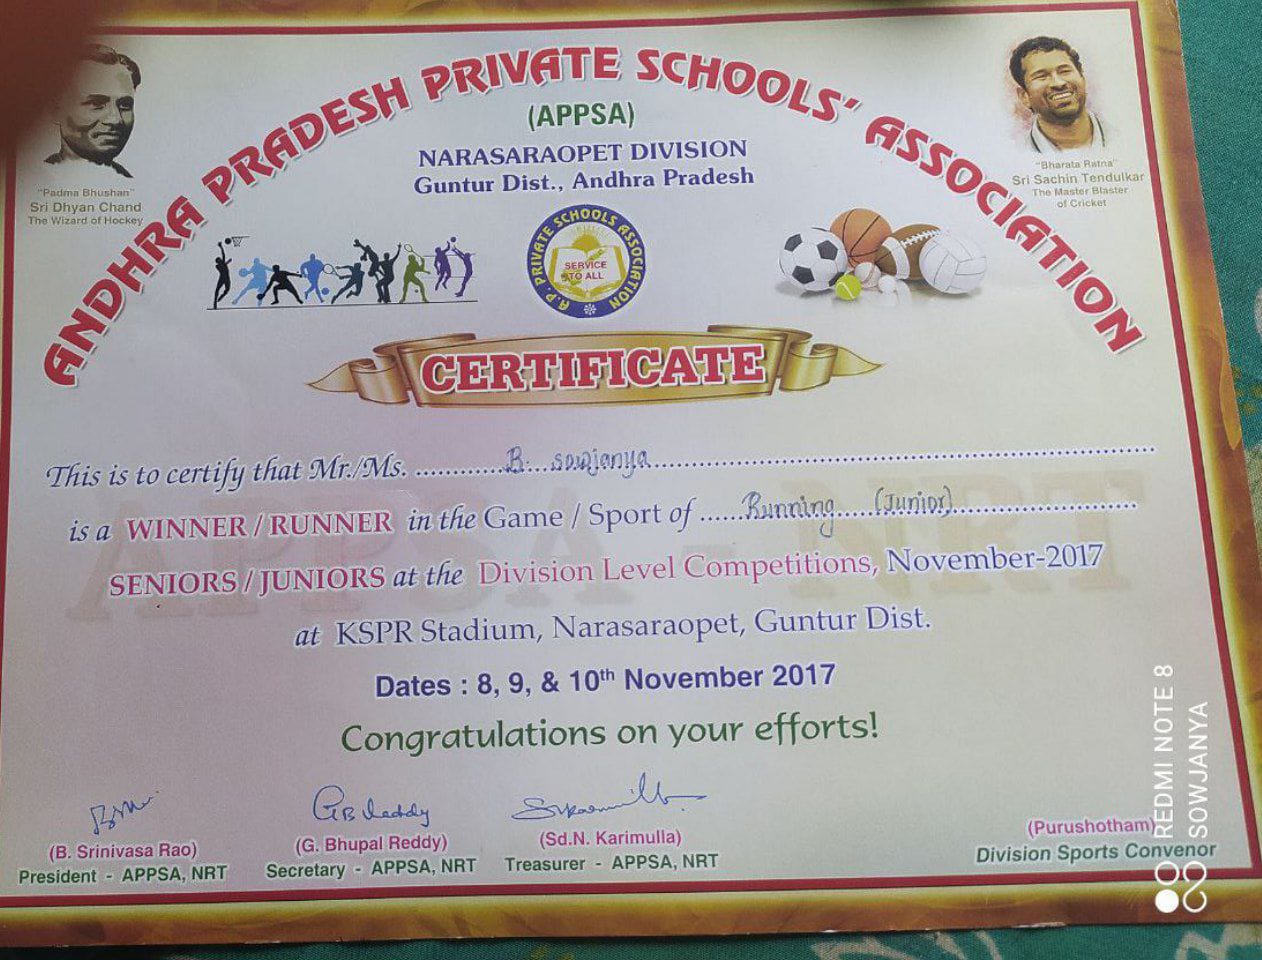 ANDHRA PRADESH PRIVATE SCHOOLS' ASSOCIATION
(APPSA)
NARASARAOPET DIVISION
Guntur Dist., Andhra Pradesh
"Padma Bhushan"
Sri Dhyan Chand
The Wizard of Hockey
"Bharata Ratna"
Sri Sachin Tendulkar
The Master Blaster
of Cricket
A.P. PRIVATE SCHOOLS ASSOCIATION
SERVICE
TO ALL
CERTIFICATE
This is to certify that Mr./Ms. B. sowjanya
is a WINNER / RUNNER in the Game / Sport of Running (Junior)
SENIORS / JUNIORS at the Division Level Competitions, November-2017
at KSPR Stadium, Narasaraopet, Guntur Dist.
Dates : 8, 9, & 10th November 2017
Congratulations on your efforts!
APPSA - NRT
GB Reddy
(B. Srinivasa Rao)
President - APPSA, NRT
(G. Bhupal Reddy)
Secretary - APPSA, NRT
(Sd.N. Karimulla)
Treasurer - APPSA, NRT
(Purushotham)
Division Sports Convenor
REDMI NOTE 8
SOWJANYA